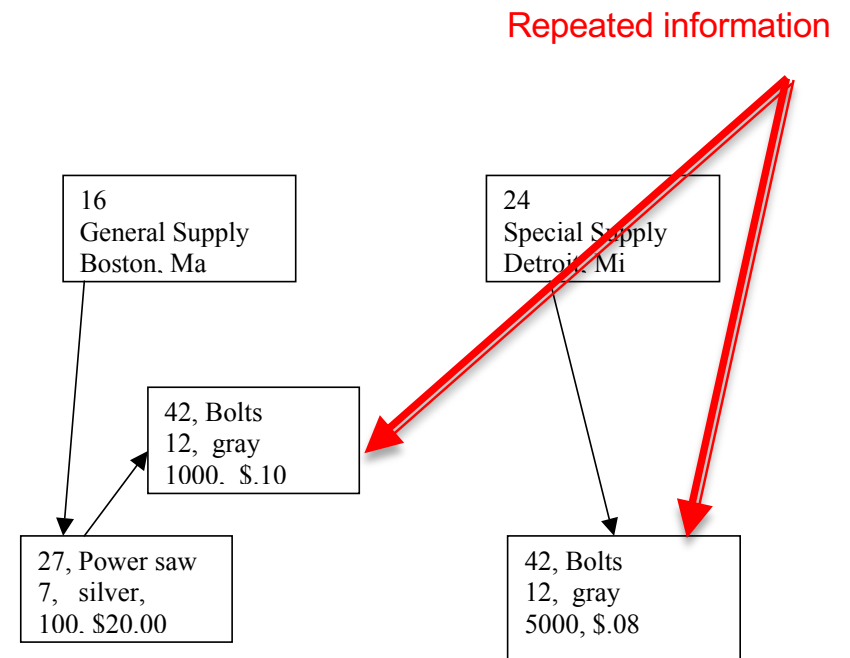 Repeated information
16
General Supply
Boston, Ma
24
Special Supply
Detroit, Mi
42, Bolts
12, gray
1000, $.10
27, Power saw
7, silver,
100, $20.00
42, Bolts
12, gray
5000, $.08